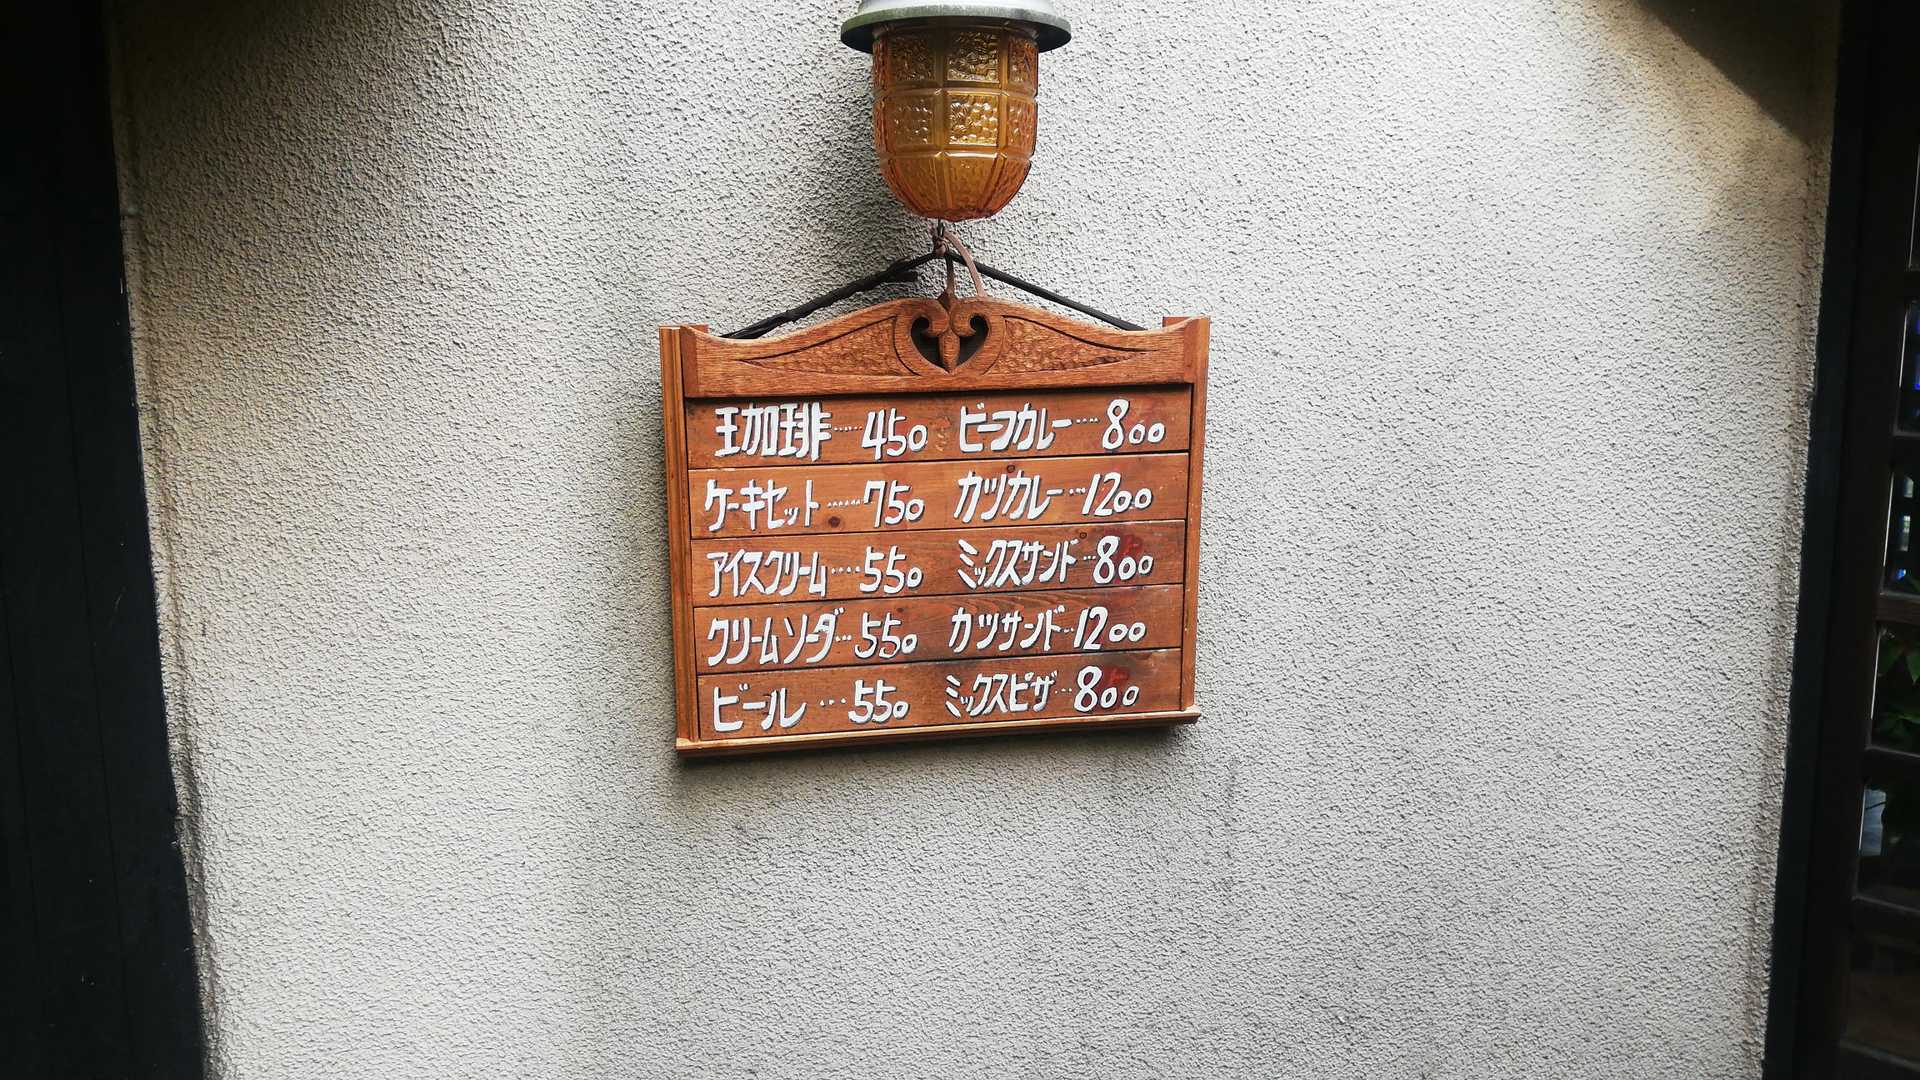 珈琲……450 ビーフカレー…800
ケーキセット……750 カツカレー…1200
アイスクリーム…550 ミックスサンド…800
クリームソーダ…550 カツサンド…1200
ビール…550 ミックスピザ…800